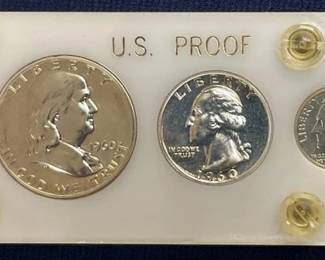 U.S. PROOF
LIBERTY
1960
IN GOD WE TRUST
LIBERTY
IN GOD WE
TRUST
1960
LIBERTY